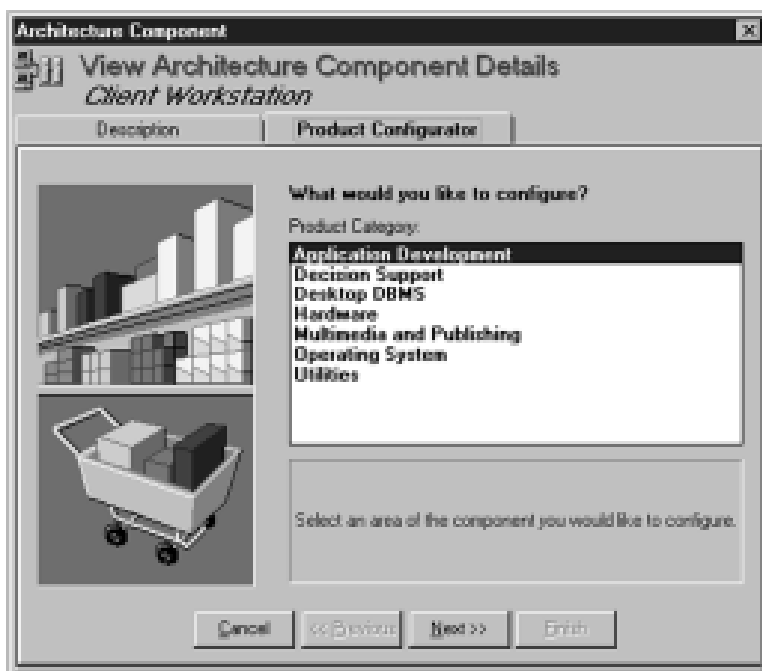 Architecture Component
View Architecture Component Details
Client Workstation
Description
Product Configurator
What would you like to configure?
Product Category:
Application Development
Decision Support
Desktop DBMS
Hardware
Multimedia and Publishing
Operating System
Utilities
Select an area of the component you would like to configure.
Cancel
<< Previous
Next >>
Finish